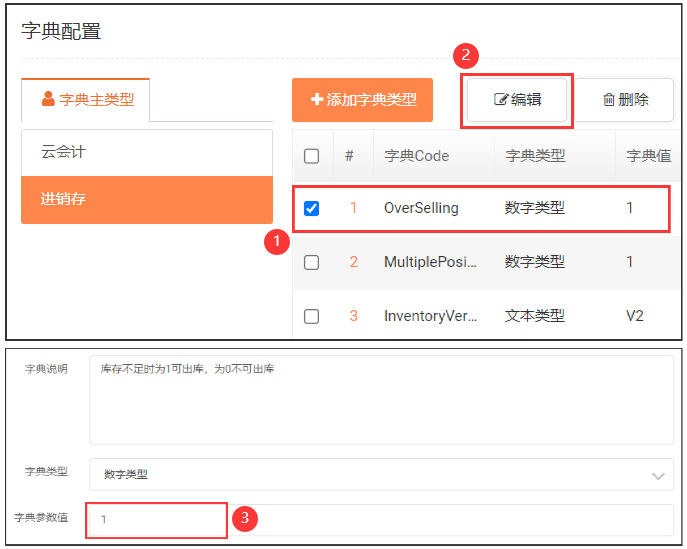 字典配置
2
字典主类型
添加字典类型
编辑
删除
云会计
进销存
# 字典Code 字典类型 字典值
1 OverSelling 数字类型 1
1
2 MultiplePosi... 数字类型 1
3 InventoryVer... 文本类型 V2
字典说明
库存不足时为1可出库，为0不可出库
字典类型
数字类型
字典参数值
1
3